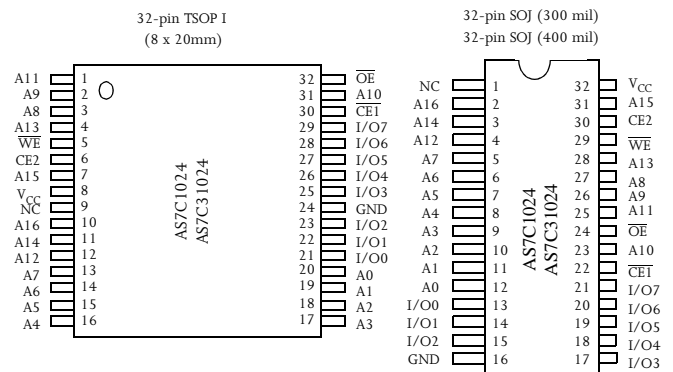 32-pin TSOP I
(8 x 20mm)
A11 1 32 OE
A9 2 31 A10
A8 3 30 CE1
A13 4 29 I/O7
WE 5 28 I/O6
CE2 6 27 I/O5
A15 7 26 I/O4
VCC 8 25 I/O3
NC 9 24 GND
A16 10 23 I/O2
A14 11 22 I/O1
A12 12 21 I/O0
A7 13 20 A0
A6 14 19 A1
A5 15 18 A2
A4 16 17 A3
AS7C1024
AS7C31024
32-pin SOJ (300 mil)
32-pin SOJ (400 mil)
NC 1 32 VCC
A16 2 31 A15
A14 3 30 CE2
A12 4 29 WE
A7 5 28 A13
A6 6 27 A8
A5 7 26 A9
A4 8 25 A11
A3 9 24 OE
A2 10 23 A10
A1 11 22 CE1
A0 12 21 I/O7
I/O0 13 20 I/O6
I/O1 14 19 I/O5
I/O2 15 18 I/O4
GND 16 17 I/O3
AS7C1024
AS7C31024